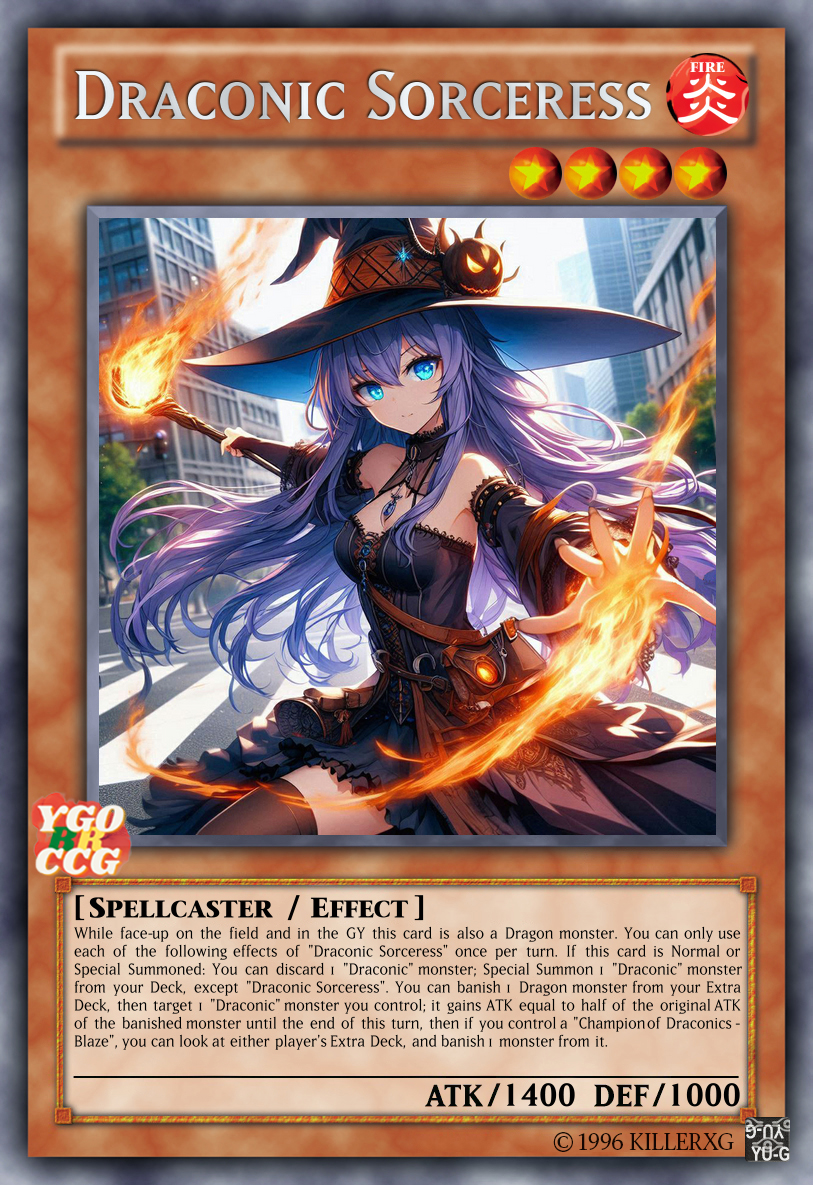 DRACONIC SORCERESS
FIRE
炎
YGO
BR
CCG
[ SPELLCASTER / EFFECT ]
While face-up on the field and in the GY this card is also a Dragon monster. You can only use
each of the following effects of "Draconic Sorceress" once per turn. If this card is Normal or
Special Summoned: You can discard 1 "Draconic" monster; Special Summon 1 "Draconic" monster
from your Deck, except "Draconic Sorceress". You can banish 1 Dragon monster from your Extra
Deck, then target 1 "Draconic" monster you control; it gains ATK equal to half of the original ATK
of the banished monster until the end of this turn, then if you control a "Champion of Draconics -
Blaze", you can look at either player's Extra Deck, and banish 1 monster from it.
ATK/1400 DEF/1000
© 1996 KILLERXG
YU-G
YU-G